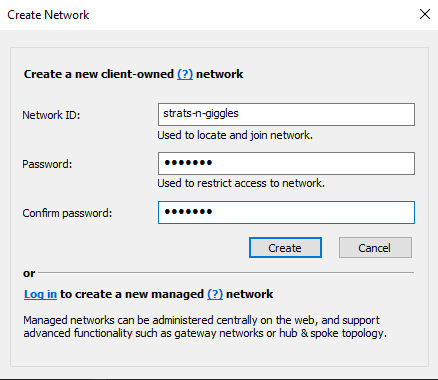 Create Network
Create a new client-owned (?) network
Network ID: strats-n-giggles
Used to locate and join network.
Password: •••••••
Used to restrict access to network.
Confirm password: •••••••
Create Cancel
or
Log in to create a new managed (?) network
Managed networks can be administered centrally on the web, and support
advanced functionality such as gateway networks or hub & spoke topology.